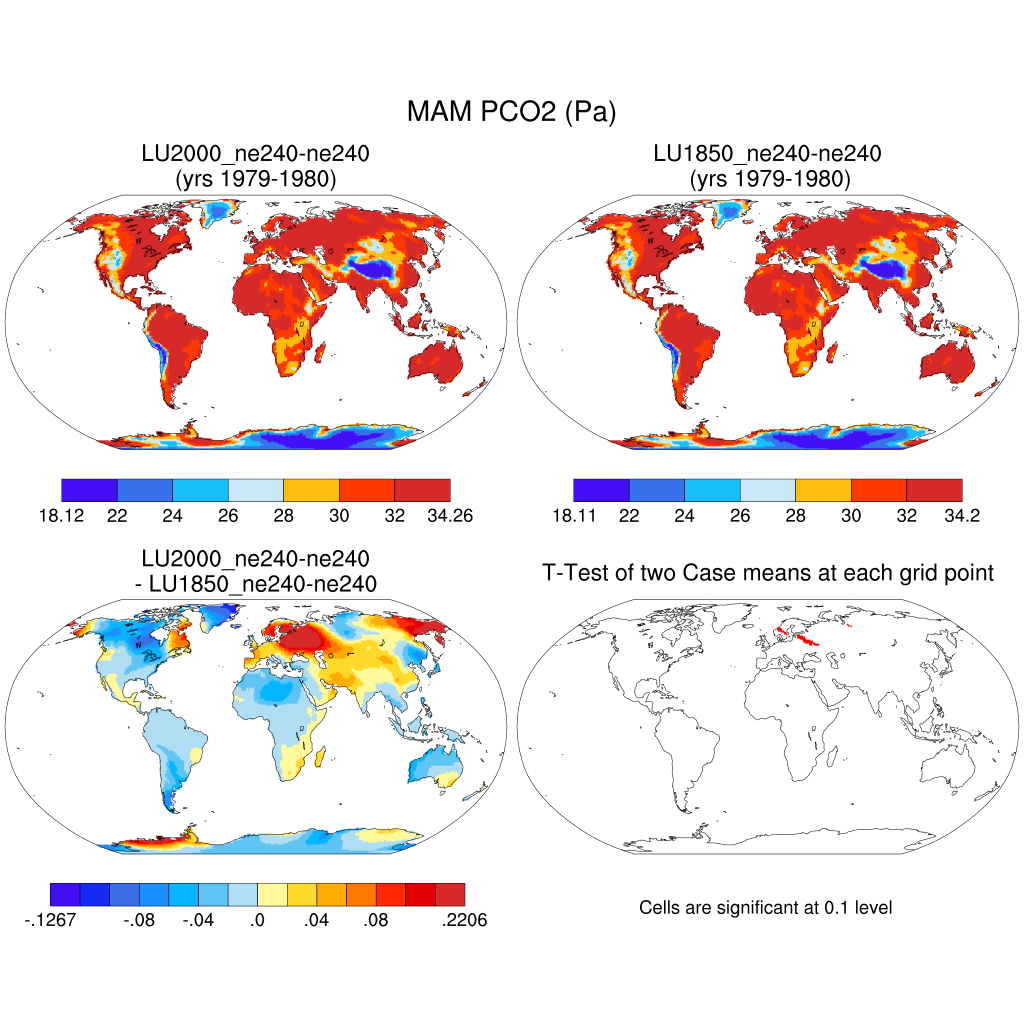 MAM PCO2 (Pa)
LU2000_ne240-ne240
(yrs 1979-1980)
LU1850_ne240-ne240
(yrs 1979-1980)
18.12 22 24 26 28 30 32 34.26
18.11 22 24 26 28 30 32 34.2
LU2000_ne240-ne240
- LU1850_ne240-ne240
T-Test of two Case means at each grid point
-.1267 -.08 -.04 .0 .04 .08 .2206
Cells are significant at 0.1 level